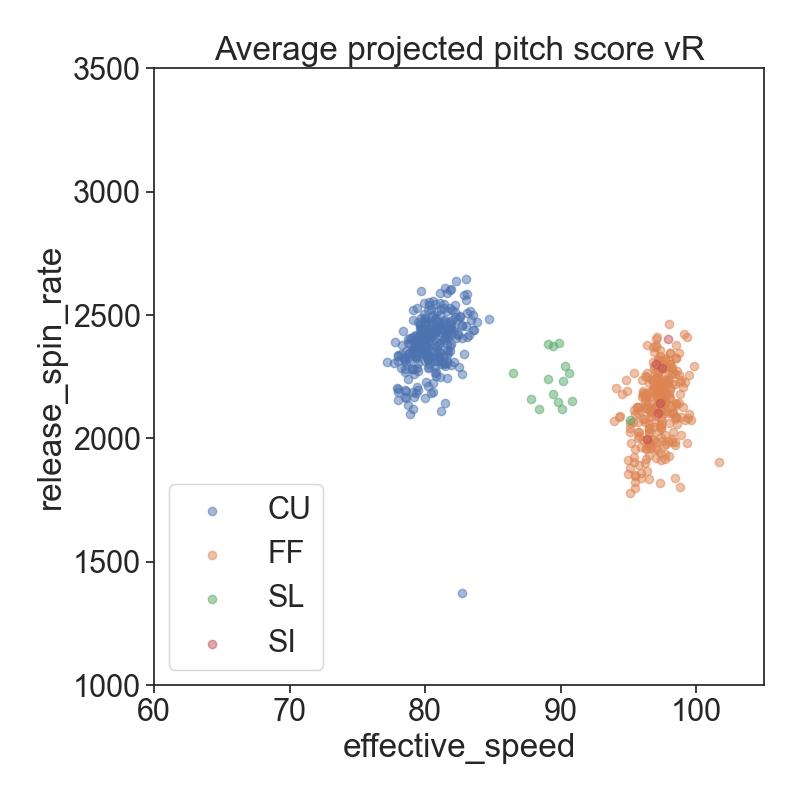 Average projected pitch score vR
3500
3000
2500
2000
1500
1000
release_spin_rate
CU
FF
SL
SI
60 70 80 90 100
effective_speed